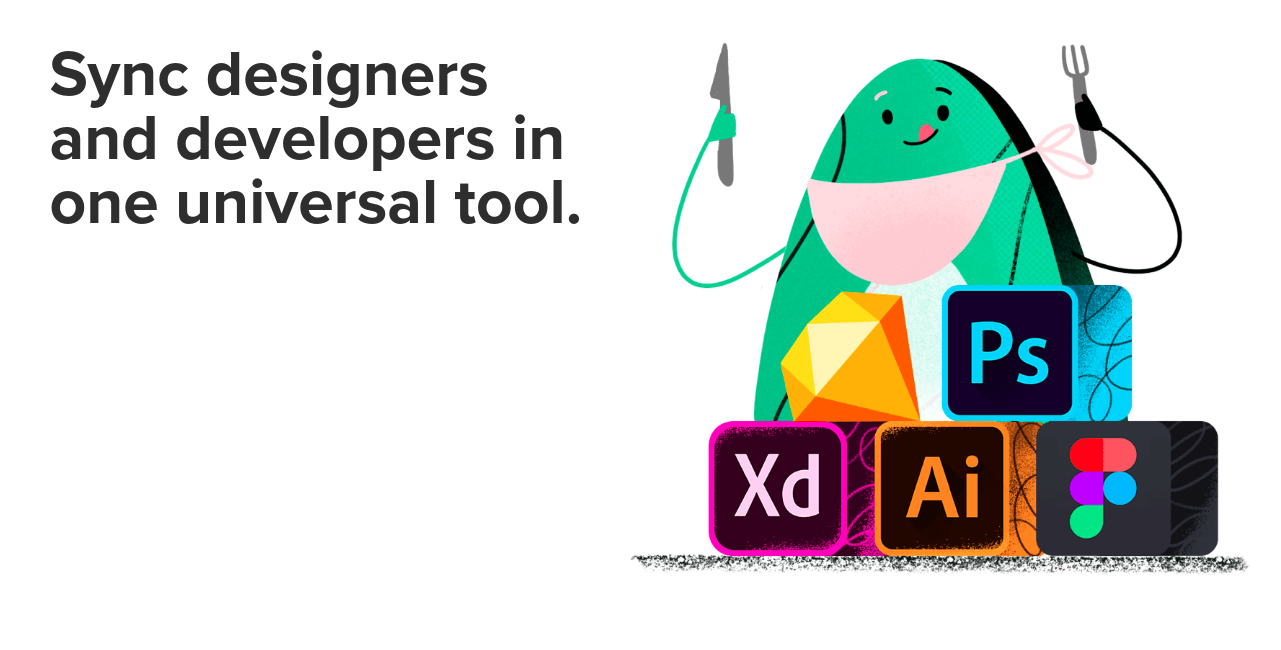 Sync designers
and developers in
one universal tool.
Ps
Xd
Ai